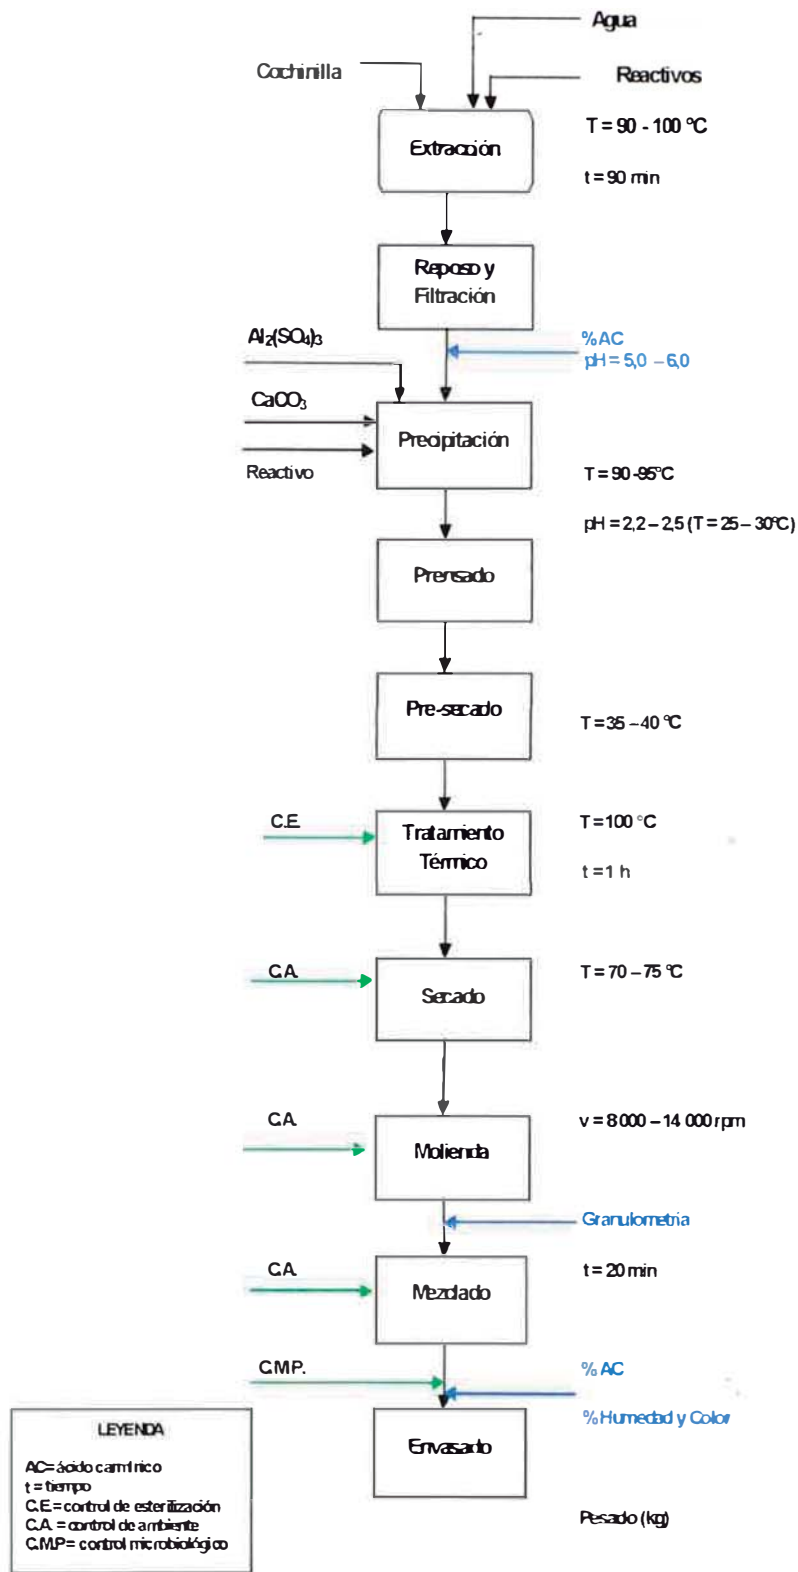 Agua
Cochinilla
Reactivos
Extracción
T = 90 - 100 °C
t = 90 min
Reposo y
Filtración
Al₂(SO₄)₃
%AC
pH = 5,0 – 6,0
CaCO₃
Precipitación
Reactivo
T = 90 -95°C
pH = 2,2 – 2,5 (T = 25 – 30°C)
Prensado
Pre-secado
T = 35 – 40 °C
C.E.
Tratamiento
Térmico
T = 100 °C
t = 1 h
C.A.
Secado
T = 70 – 75 °C
C.A.
Molienda
v = 8 000 – 14 000 rpm
Granulometria
C.A.
Mezclado
t = 20 min
C.M.P.
% AC
% Humedad y Color
Envasado
Pesado (kg)
LEYENDA
AC= ácido carmínico
t = tiempo
C.E.= control de esterilización
C.A. = control de ambiente
C.M.P= control microbiológico